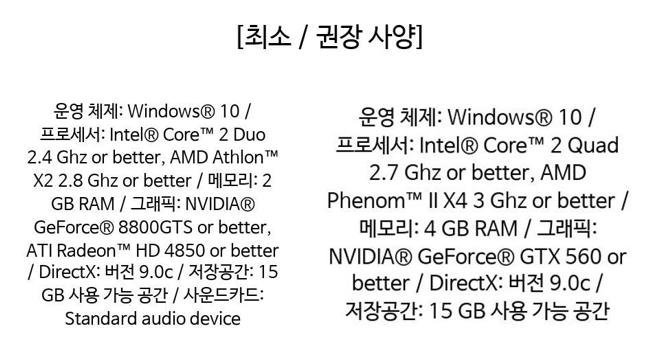 [최소 / 권장 사양]
운영 체제: Windows® 10 /
프로세서: Intel® Core™ 2 Duo
2.4 Ghz or better, AMD Athlon™
X2 2.8 Ghz or better / 메모리: 2
GB RAM / 그래픽: NVIDIA®
GeForce® 8800GTS or better,
ATI Radeon™ HD 4850 or better
/ DirectX: 버전 9.0c / 저장공간: 15
GB 사용 가능 공간 / 사운드카드:
Standard audio device
운영 체제: Windows® 10 /
프로세서: Intel® Core™ 2 Quad
2.7 Ghz or better, AMD
Phenom™ II X4 3 Ghz or better /
메모리: 4 GB RAM / 그래픽:
NVIDIA® GeForce® GTX 560 or
better / DirectX: 버전 9.0c /
저장공간: 15 GB 사용 가능 공간